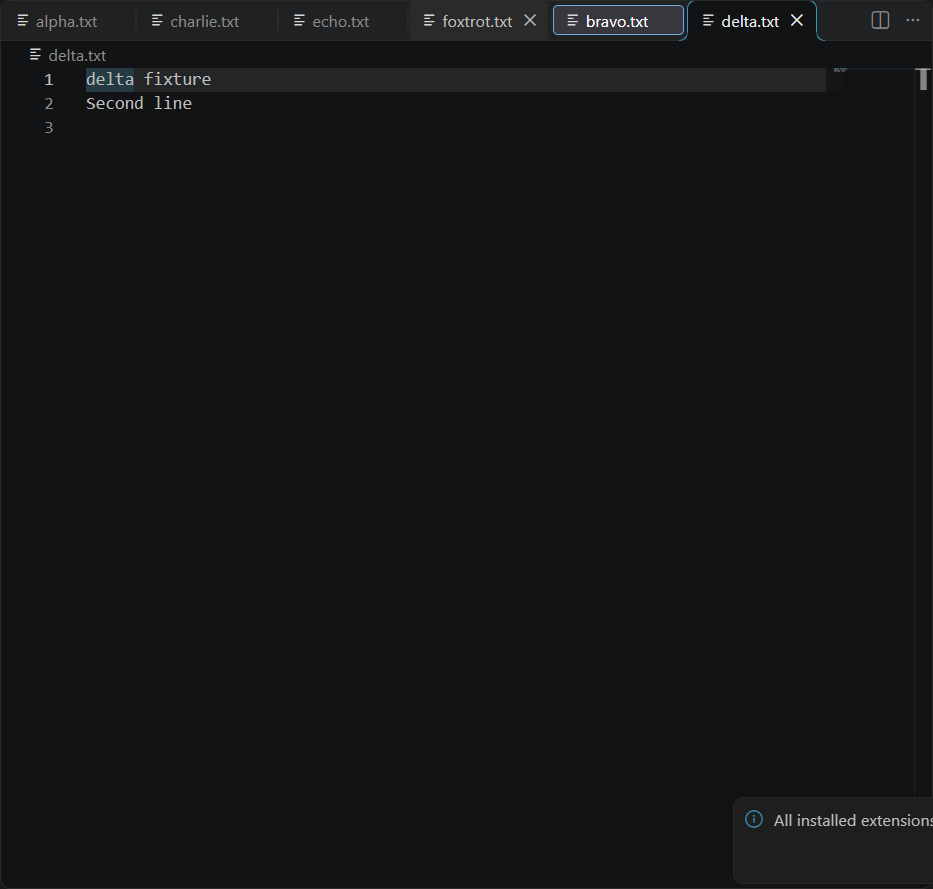 alpha.txt charlie.txt echo.txt foxtrot.txt bravo.txt delta.txt
delta.txt
1 delta fixture
2 Second line
3
All installed extensions